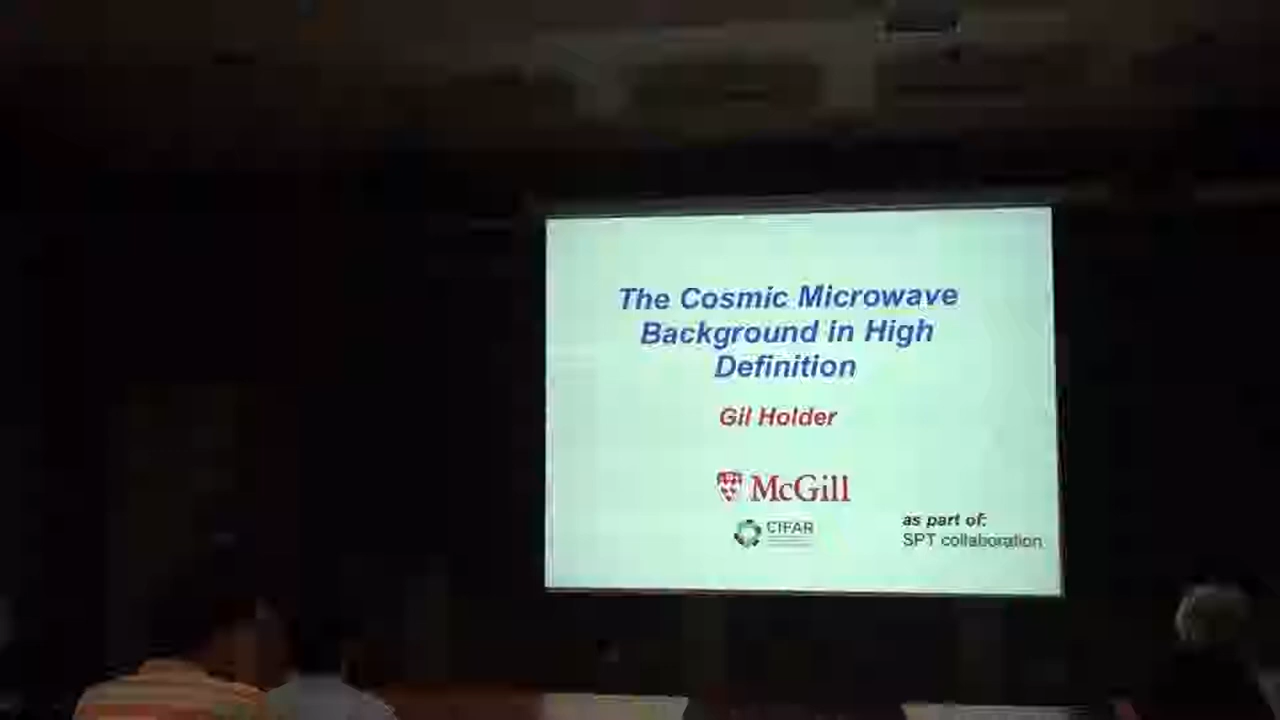 The Cosmic Microwave
Background in High
Definition
Gil Holder
McGill
CIFAR
as part of:
SPT collaboration